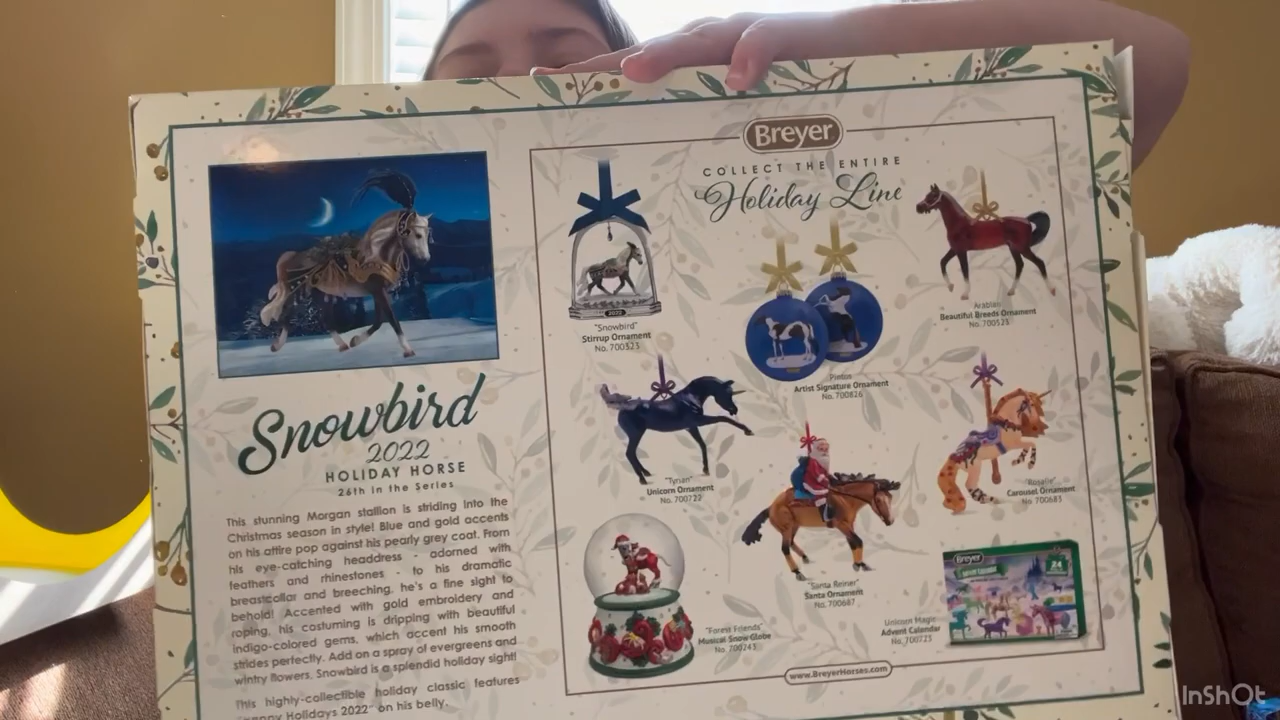 Snowbird
2022
HOLIDAY HORSE
26th in the Series
This stunning Morgan stallion is striding into the
Christmas season in style! Blue and gold accents
on his attire pop against his pearly grey coat. From
his eye-catching headdress - adorned with
feathers and rhinestones - to his dramatic
breastcollar and breeching, he's a fine sight to
behold! Accented with gold embroidery and
roping, his costuming is dripping with beautiful
indigo-colored gems, which accent his smooth
strides perfectly. Add on a spray of evergreens and
wintry flowers, Snowbird is a splendid holiday sight!
This highly-collectible holiday classic features
"Happy Holidays 2022" on his belly.
Breyer
COLLECT THE ENTIRE
Holiday Line
2022
"Snowbird"
Stirrup Ornament
No. 700323
Pintos
Artist Signature Ornament
No. 700826
Arabian
Beautiful Breeds Ornament
No. 700523
"Tyrian"
Unicorn Ornament
No. 700722
"Santa Reiner"
Santa Ornament
No. 700687
"Rosalie"
Carousel Ornament
No. 700683
"Forest Friends"
Musical Snow Globe
No. 700243
Unicorn Magic
Advent Calendar
No. 700723
Breyer
24
www.BreyerHorses.com
InShOt